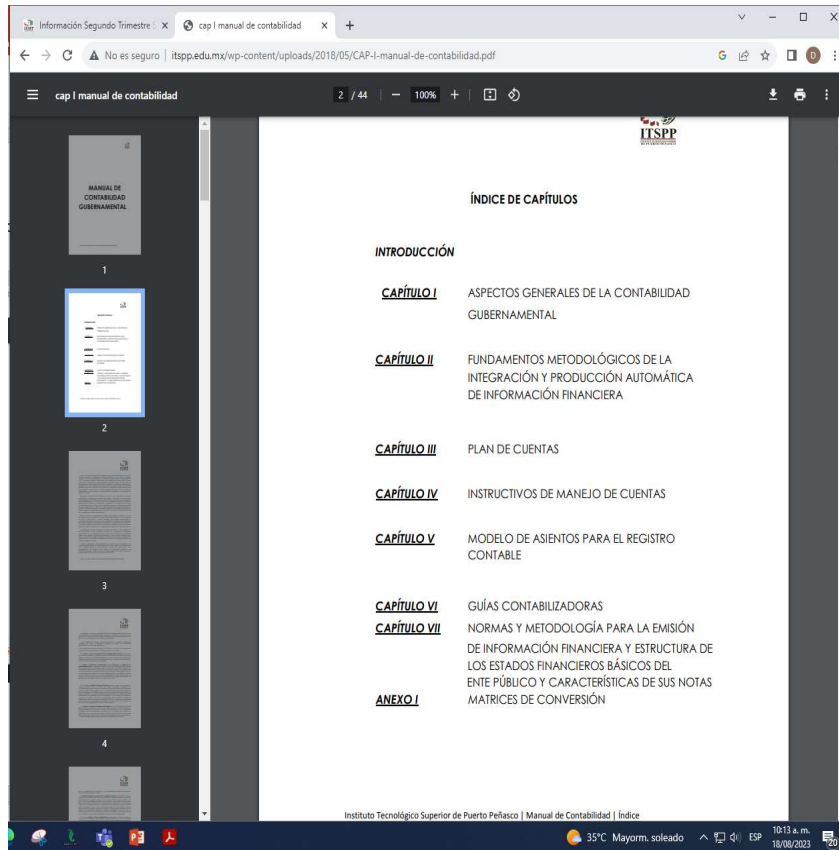 Información Segundo Trimestre
cap I manual de contabilidad
No es seguro | itspp.edu.mx/wp-content/uploads/2018/05/CAP-I-manual-de-contabilidad.pdf
G
D
cap I manual de contabilidad
2 / 44
100%
MANUAL DE
CONTABILIDAD
GUBERNAMENTAL
1
2
3
4
ITSPP
ÍNDICE DE CAPÍTULOS
INTRODUCCIÓN
CAPÍTULO I ASPECTOS GENERALES DE LA CONTABILIDAD
GUBERNAMENTAL
CAPÍTULO II FUNDAMENTOS METODOLÓGICOS DE LA
INTEGRACIÓN Y PRODUCCIÓN AUTOMÁTICA
DE INFORMACIÓN FINANCIERA
CAPÍTULO III PLAN DE CUENTAS
CAPÍTULO IV INSTRUCTIVOS DE MANEJO DE CUENTAS
CAPÍTULO V MODELO DE ASIENTOS PARA EL REGISTRO
CONTABLE
CAPÍTULO VI GUÍAS CONTABILIZADORAS
CAPÍTULO VII NORMAS Y METODOLOGÍA PARA LA EMISIÓN
DE INFORMACIÓN FINANCIERA Y ESTRUCTURA DE
LOS ESTADOS FINANCIEROS BÁSICOS DEL
ENTE PÚBLICO Y CARACTERÍSTICAS DE SUS NOTAS
ANEXO I MATRICES DE CONVERSIÓN
Instituto Tecnológico Superior de Puerto Peñasco | Manual de Contabilidad | Índice
35°C Mayorm. soleado
ESP
10:13 a. m.
18/08/2023
20